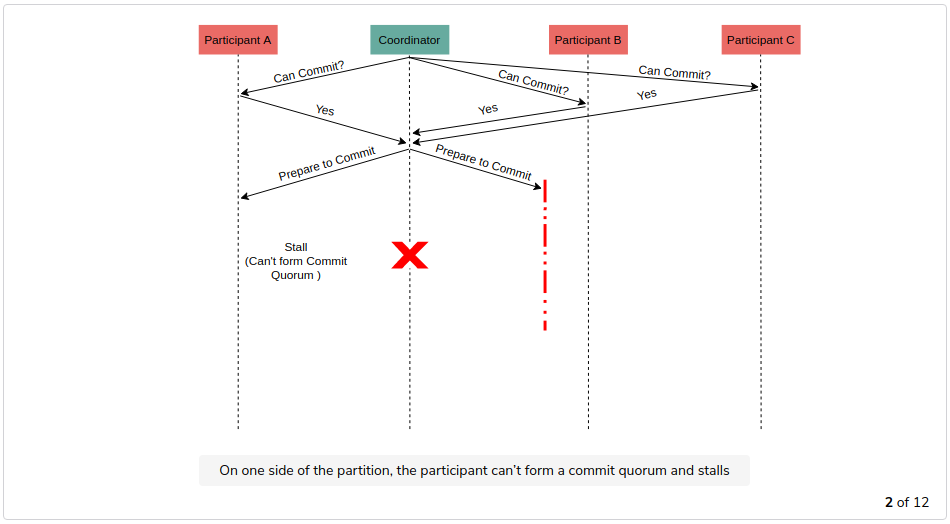 Participant A
Coordinator
Participant B
Participant C
Can Commit?
Can Commit?
Can Commit?
Yes
Yes
Yes
Prepare to Commit
Prepare to Commit
Stall
(Can't form Commit
Quorum )
On one side of the partition, the participant can't form a commit quorum and stalls
2 of 12